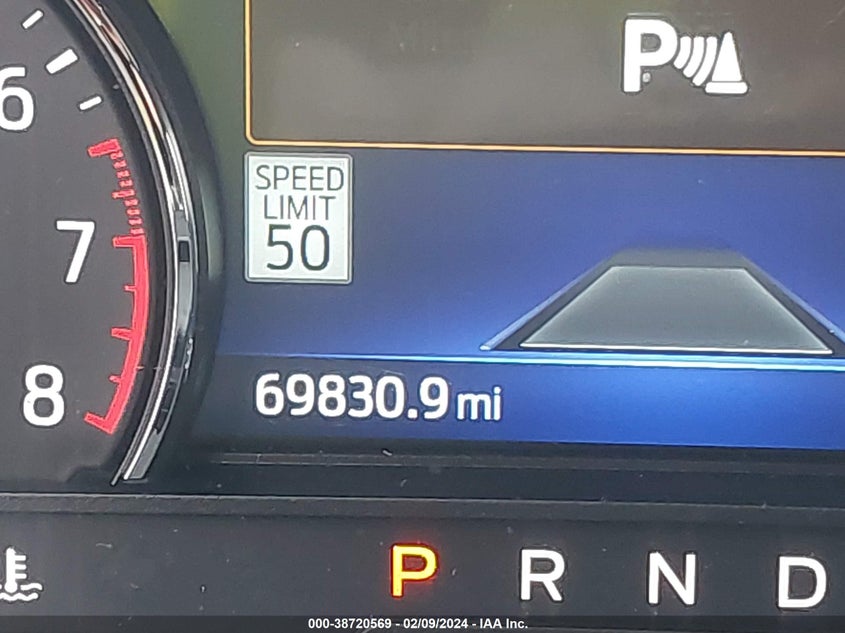 6
7
8
P
SPEED
LIMIT
50
69830.9 mi
P R N D
000-38720569 - 02/09/2024 - IAA Inc.